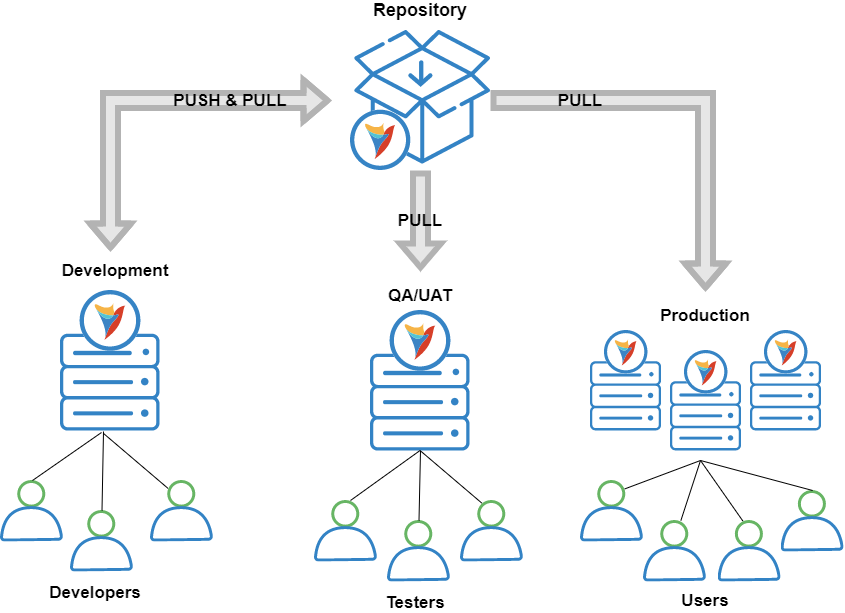 Repository
PUSH & PULL
PULL
PULL
Development
QA/UAT
Production
Developers
Testers
Users